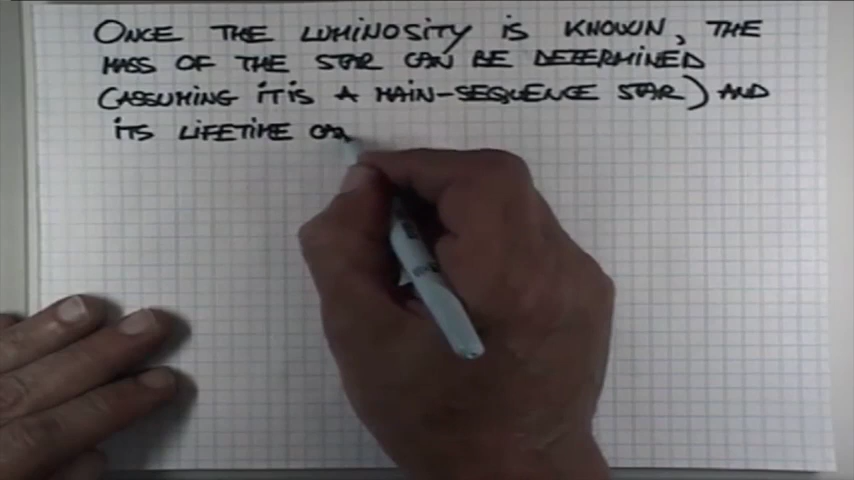 ONCE THE LUMINOSITY IS KNOWN, THE
MASS OF THE STAR CAN BE DETERMINED
(ASSUMING IT IS A MAIN-SEQUENCE STAR) AND
ITS LIFETIME CA